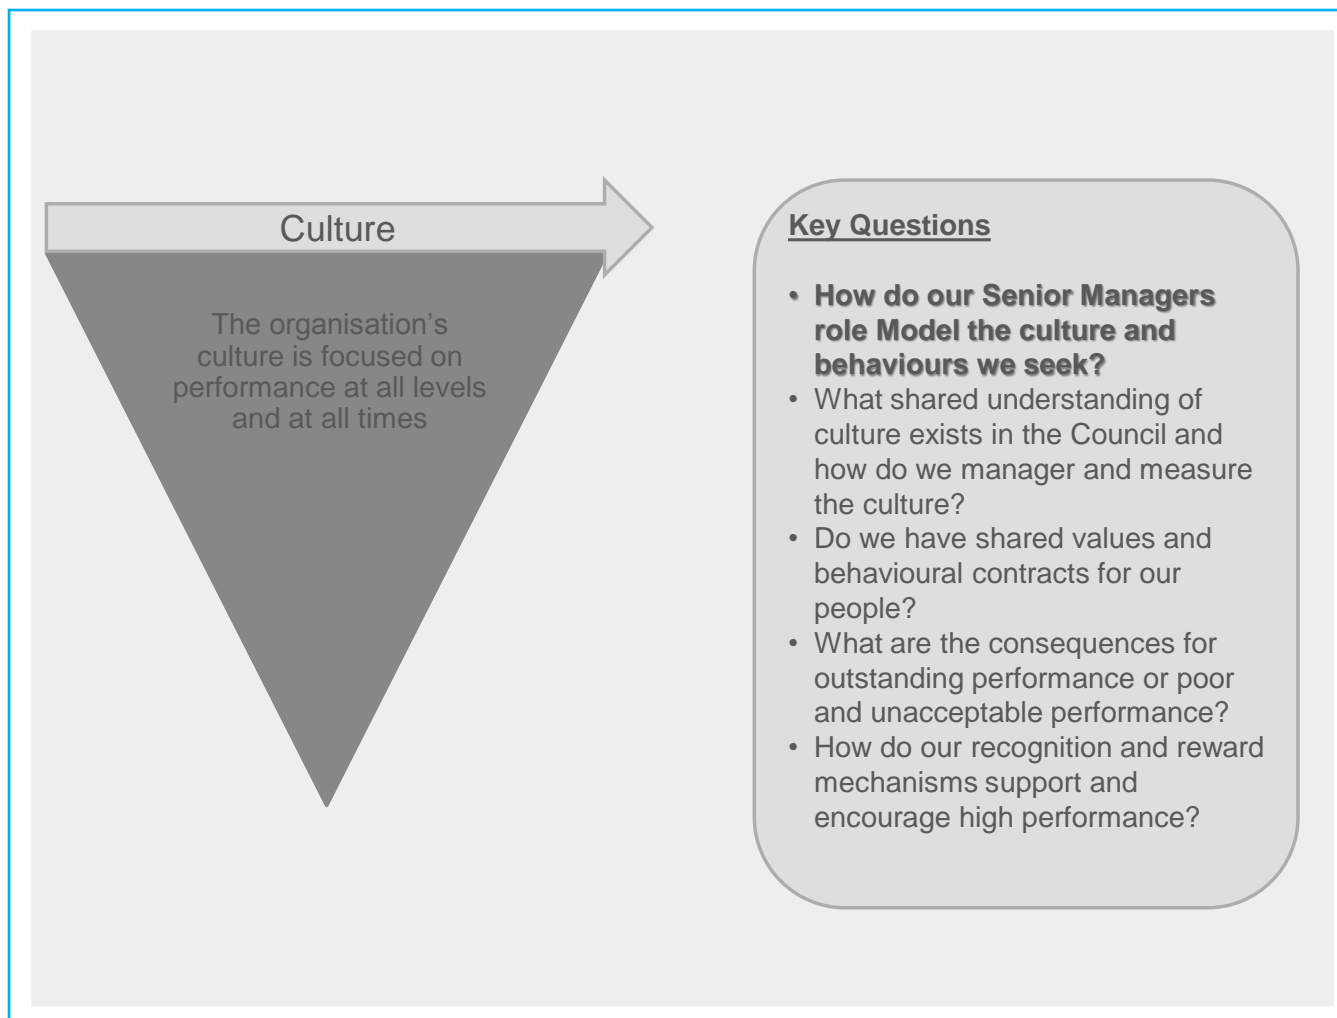 Culture
The organisation’s
culture is focused on
performance at all levels
and at all times
Key Questions
• How do our Senior Managers
role Model the culture and
behaviours we seek?
• What shared understanding of
culture exists in the Council and
how do we manager and measure
the culture?
• Do we have shared values and
behavioural contracts for our
people?
• What are the consequences for
outstanding performance or poor
and unacceptable performance?
• How do our recognition and reward
mechanisms support and
encourage high performance?